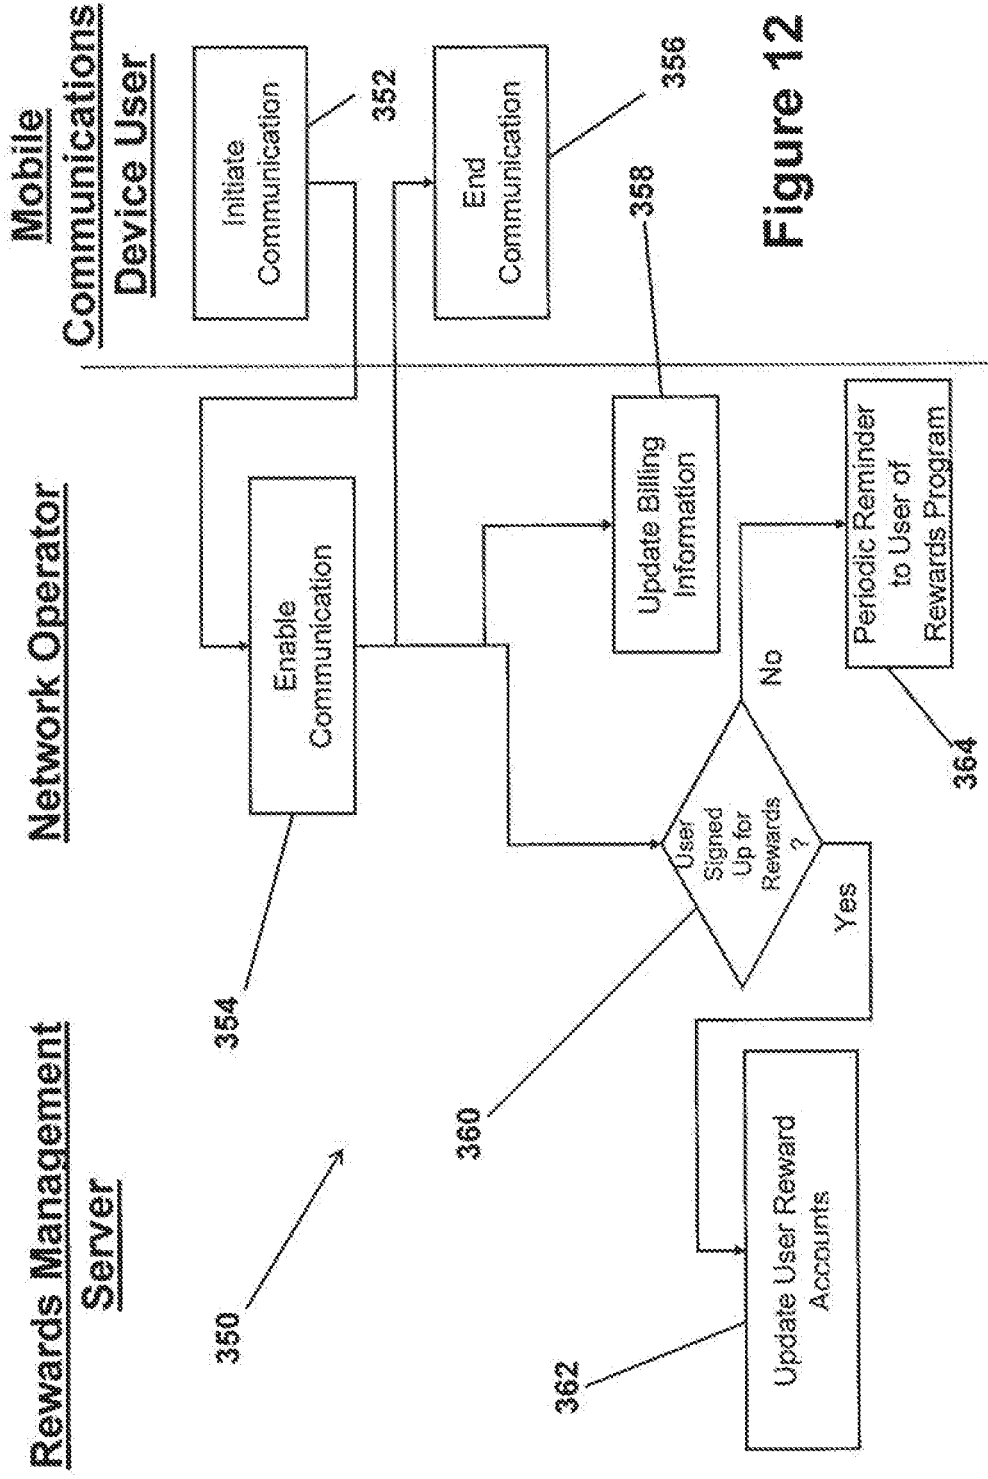 Rewards Management
Server
Network Operator
Mobile
Communications
Device User
350
354
Enable
Communication
Initiate
Communication
352
End
Communication
356
360
User
Signed
Up for
Rewards
?
Yes
No
Update Billing
Information
358
362
Update User Reward
Accounts
364
Periodic Reminder
to User of
Rewards Program
Figure 12